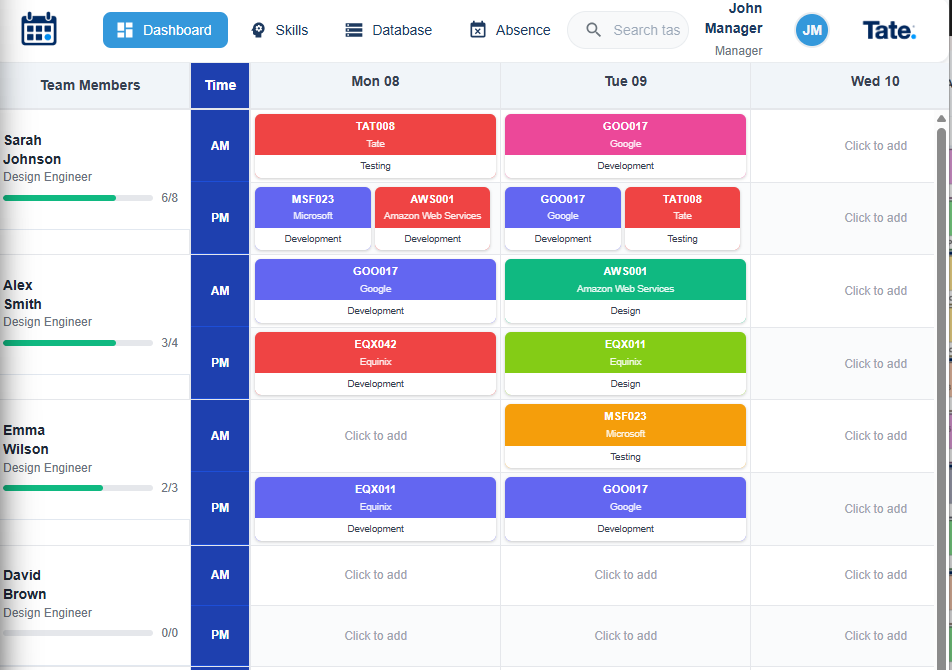 Dashboard
Skills
Database
Absence
Search tas
John
Manager
Manager
JM
Tate.
Team Members
Time
Mon 08
Tue 09
Wed 10
Sarah
Johnson
Design Engineer
6/8
AM
TAT008
Tate
Testing
GOO017
Google
Development
Click to add
PM
MSF023
Microsoft
Development
AWS001
Amazon Web Services
Development
GOO017
Google
Development
TAT008
Tate
Testing
Click to add
Alex
Smith
Design Engineer
3/4
AM
GOO017
Google
Development
AWS001
Amazon Web Services
Design
Click to add
PM
EQX042
Equinix
Development
EQX011
Equinix
Design
Click to add
Emma
Wilson
Design Engineer
2/3
AM
Click to add
MSF023
Microsoft
Testing
Click to add
PM
EQX011
Equinix
Development
GOO017
Google
Development
Click to add
David
Brown
Design Engineer
0/0
AM
Click to add
Click to add
Click to add
PM
Click to add
Click to add
Click to add